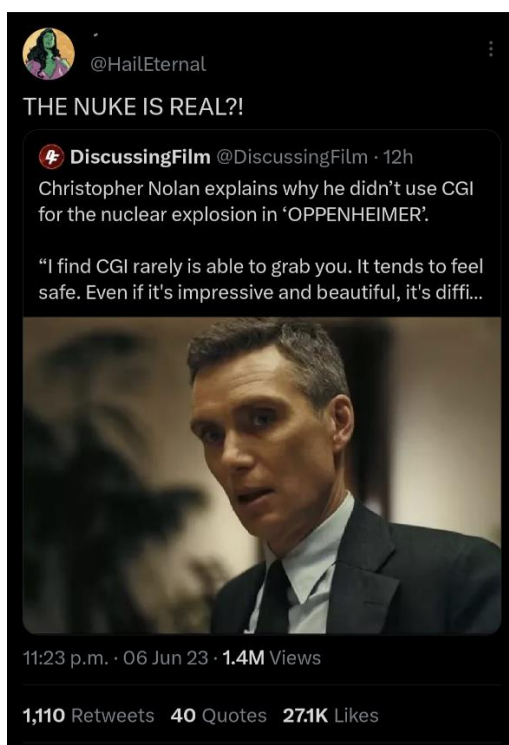 @HailEternal
THE NUKE IS REAL?!
DiscussingFilm @DiscussingFilm · 12h
Christopher Nolan explains why he didn’t use CGI
for the nuclear explosion in ‘OPPENHEIMER’.
“I find CGI rarely is able to grab you. It tends to feel
safe. Even if it's impressive and beautiful, it's diffi...
11:23 p.m. · 06 Jun 23 · 1.4M Views
1,110 Retweets 40 Quotes 27.1K Likes